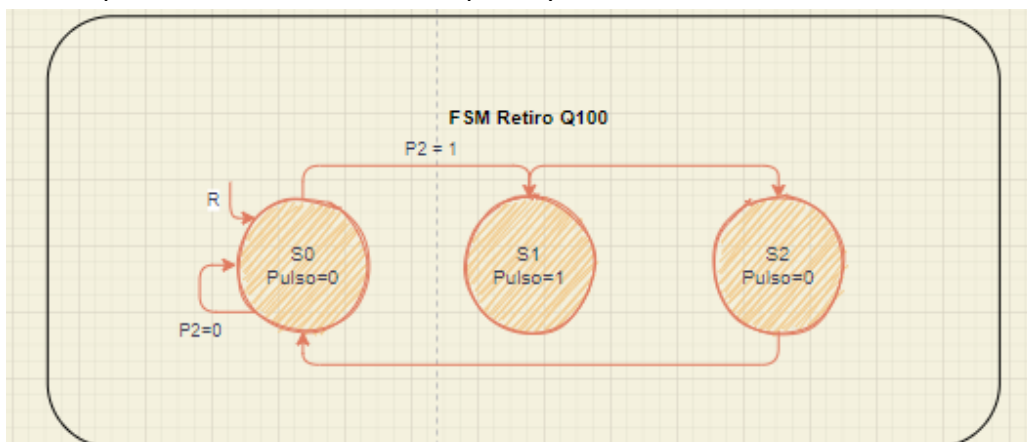 FSM Retiro Q100
P2 = 1
R
S0
Pulso=0
S1
Pulso=1
S2
Pulso=0
P2=0